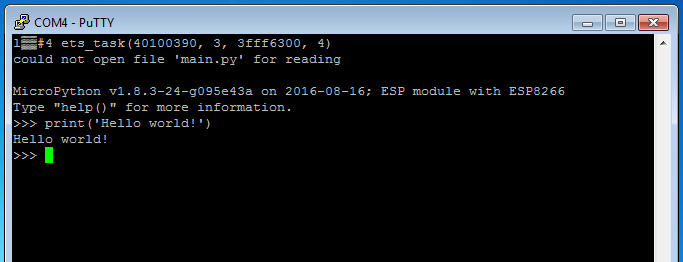 COM4 - PuTTY
l▒▒#4 ets_task(40100390, 3, 3fff6300, 4)
could not open file 'main.py' for reading
MicroPython v1.8.3-24-g095e43a on 2016-08-16; ESP module with ESP8266
Type "help()" for more information.
>>> print('Hello world!')
Hello world!
>>>